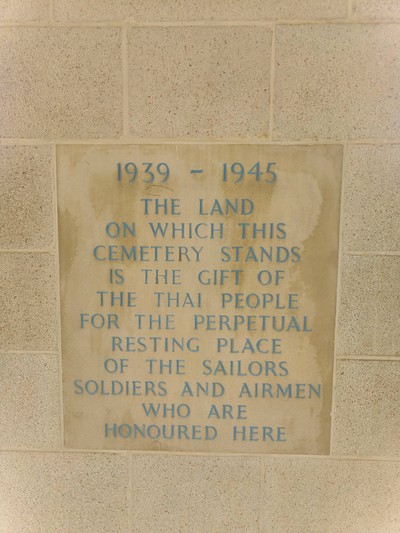 1939 - 1945
THE LAND
ON WHICH THIS
CEMETERY STANDS
IS THE GIFT OF
THE THAI PEOPLE
FOR THE PERPETUAL
RESTING PLACE
OF THE SAILORS
SOLDIERS AND AIRMEN
WHO ARE
HONOURED HERE